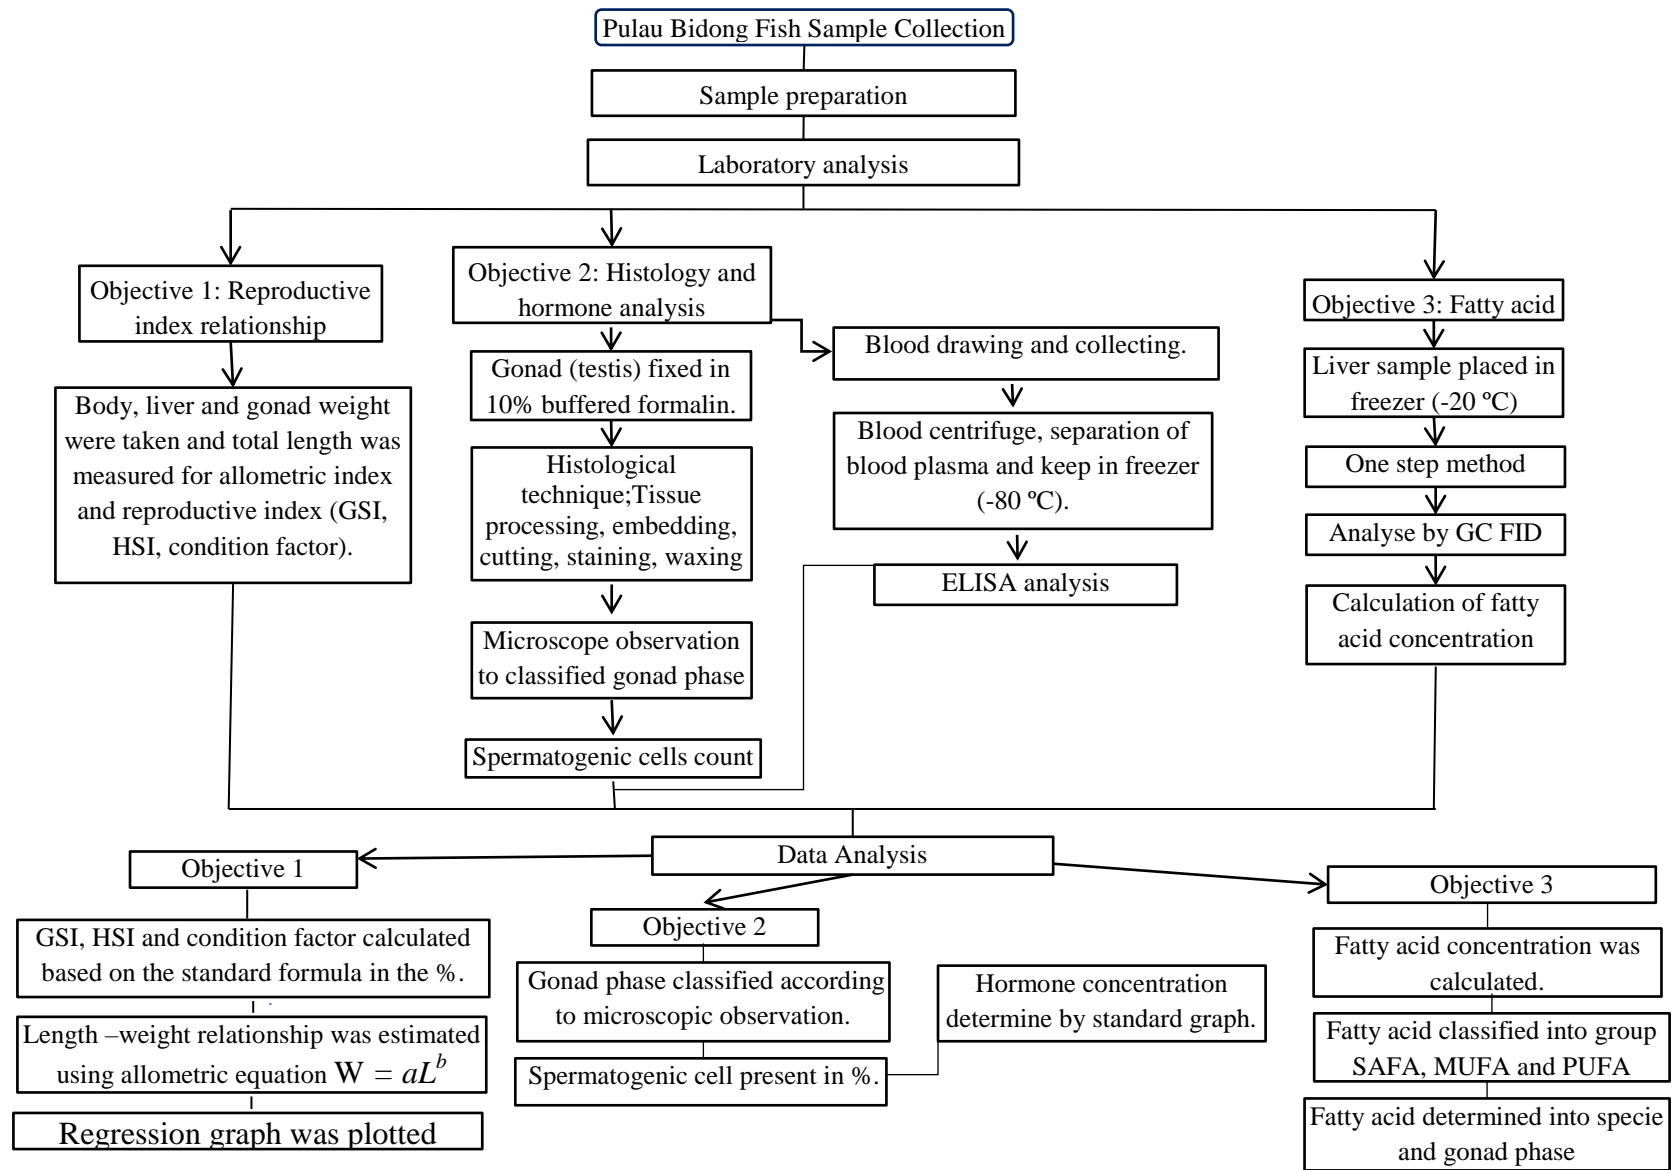 Pulau Bidong Fish Sample Collection
Sample preparation
Laboratory analysis
Objective 1: Reproductive
index relationship
Body, liver and gonad weight
were taken and total length was
measured for allometric index
and reproductive index (GSI,
HSI, condition factor).
Objective 2: Histology and
hormone analysis
Gonad (testis) fixed in
10% buffered formalin.
Histological
technique;Tissue
processing, embedding,
cutting, staining, waxing
Microscope observation
to classified gonad phase
Spermatogenic cells count
Blood drawing and collecting.
Blood centrifuge, separation of
blood plasma and keep in freezer
(-80 ºC).
ELISA analysis
Objective 3: Fatty acid
Liver sample placed in
freezer (-20 ºC)
One step method
Analyse by GC FID
Calculation of fatty
acid concentration
Data Analysis
Objective 1
GSI, HSI and condition factor calculated
based on the standard formula in the %.
Length –weight relationship was estimated
using allometric equation W = aL^b
Regression graph was plotted
Objective 2
Gonad phase classified according
to microscopic observation.
Spermatogenic cell present in %.
Hormone concentration
determine by standard graph.
Objective 3
Fatty acid concentration was
calculated.
Fatty acid classified into group
SAFA, MUFA and PUFA
Fatty acid determined into specie
and gonad phase